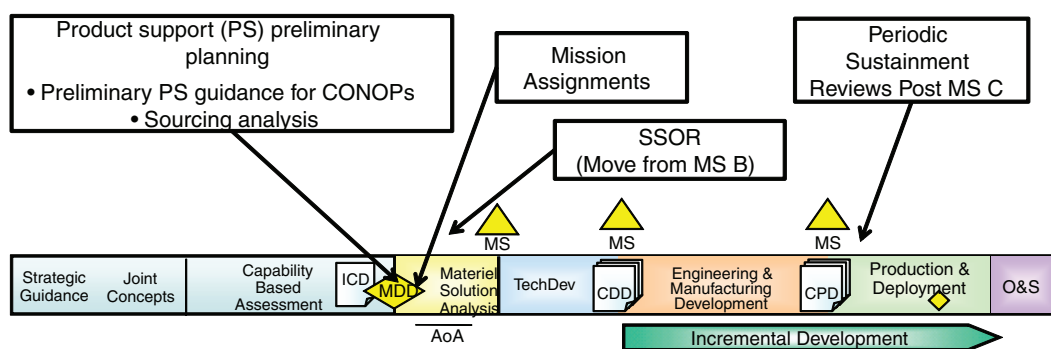 Product support (PS) preliminary
planning
• Preliminary PS guidance for CONOPs
• Sourcing analysis
Mission
Assignments
Periodic
Sustainment
Reviews Post MS C
SSOR
(Move from MS B)
MS
MS
MS
Strategic
Guidance
Joint
Concepts
Capability
Based
Assessment
ICD
MDD
Materiel
Solution
Analysis
TechDev
CDD
Engineering &
Manufacturing
Development
CPD
Production &
Deployment
O&S
AoA
Incremental Development